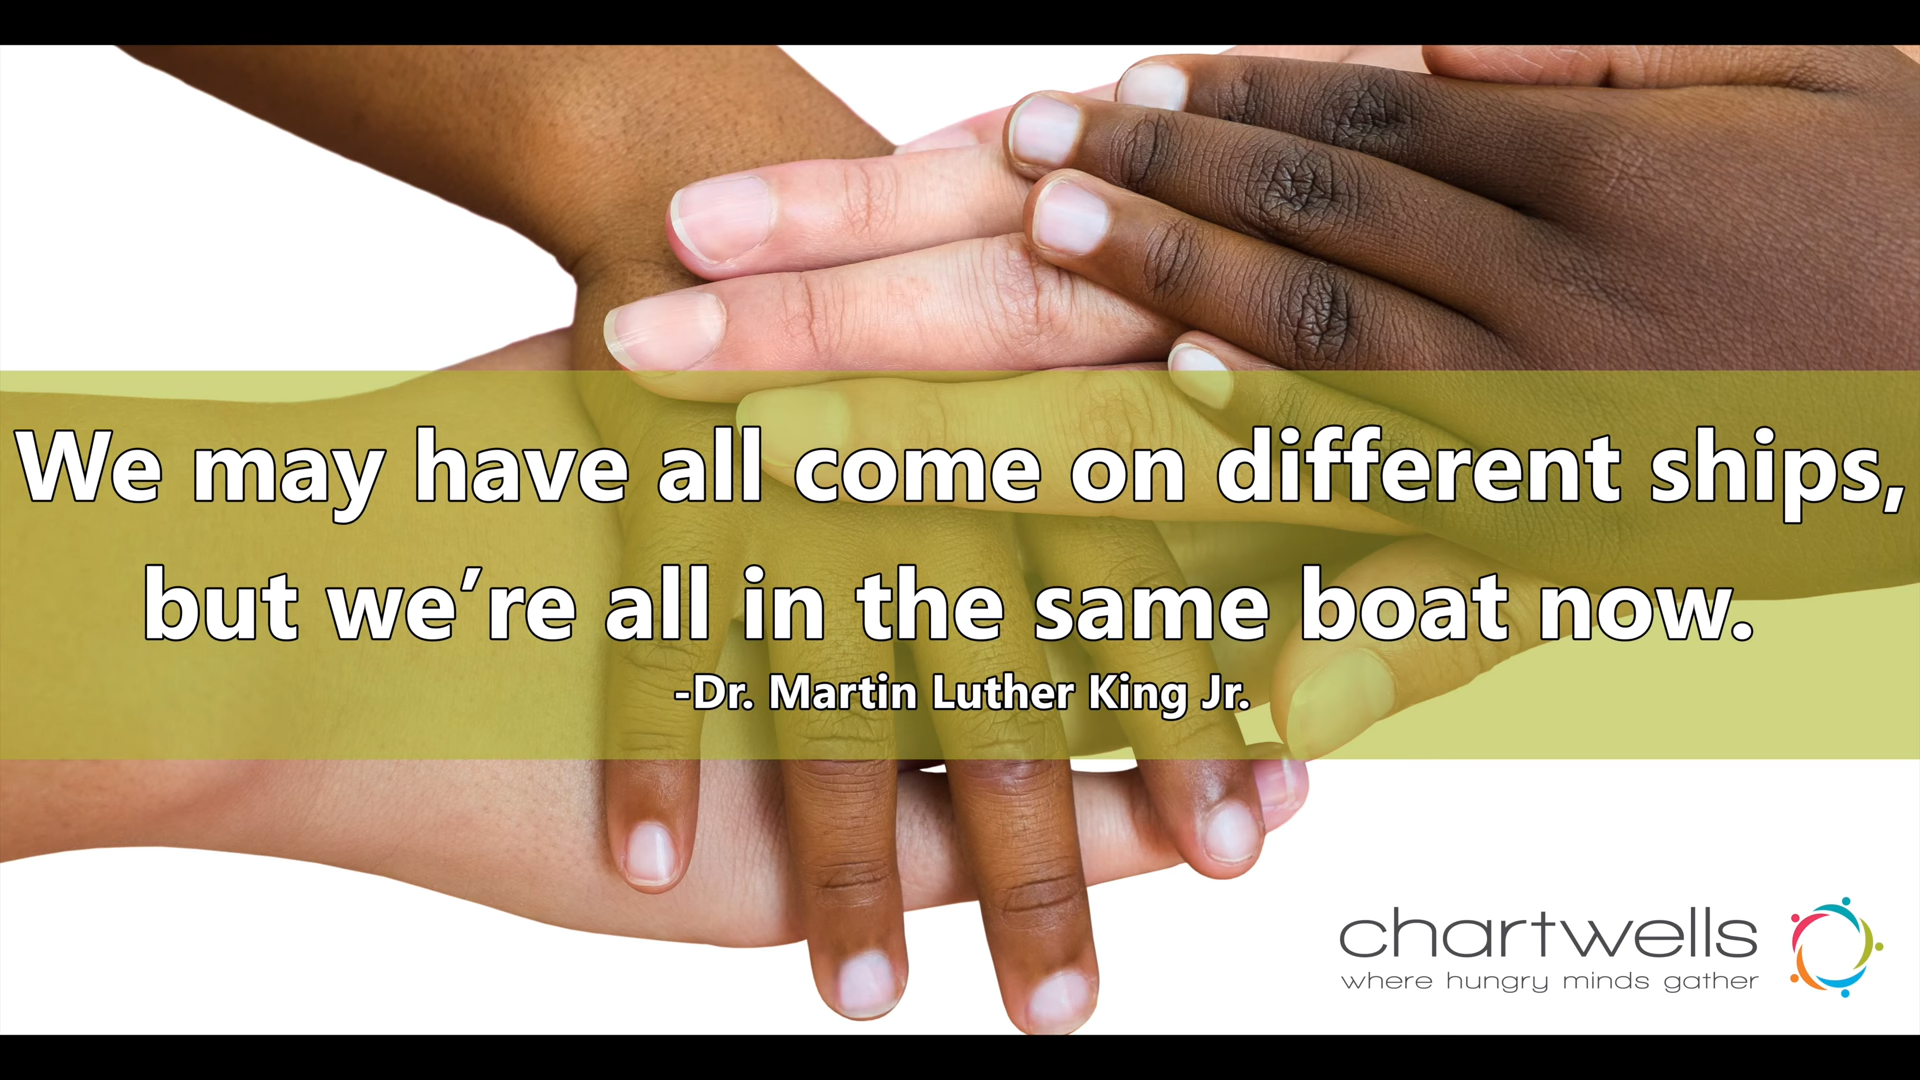 We may have all come on different ships,
but we’re all in the same boat now.
-Dr. Martin Luther King Jr.
chartwells
where hungry minds gather